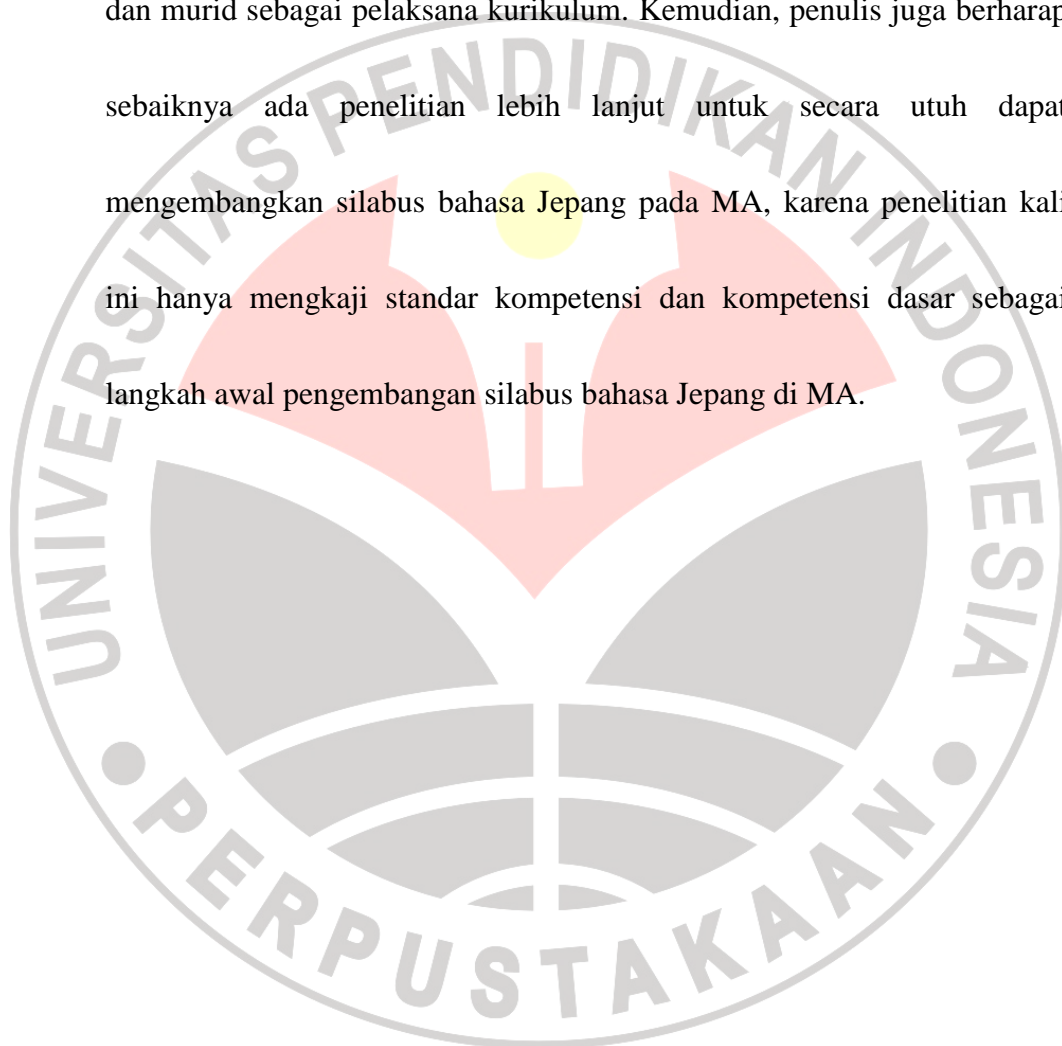 dan murid sebagai pelaksana kurikulum. Kemudian, penulis juga berharap
sebaiknya ada penelitian lebih lanjut untuk secara utuh dapat
mengembangkan silabus bahasa Jepang pada MA, karena penelitian kali
ini hanya mengkaji standar kompetensi dan kompetensi dasar sebagai
langkah awal pengembangan silabus bahasa Jepang di MA.
UNIVERSITAS PENDIDIKAN INDONESIA
PERPUSTAKAAN